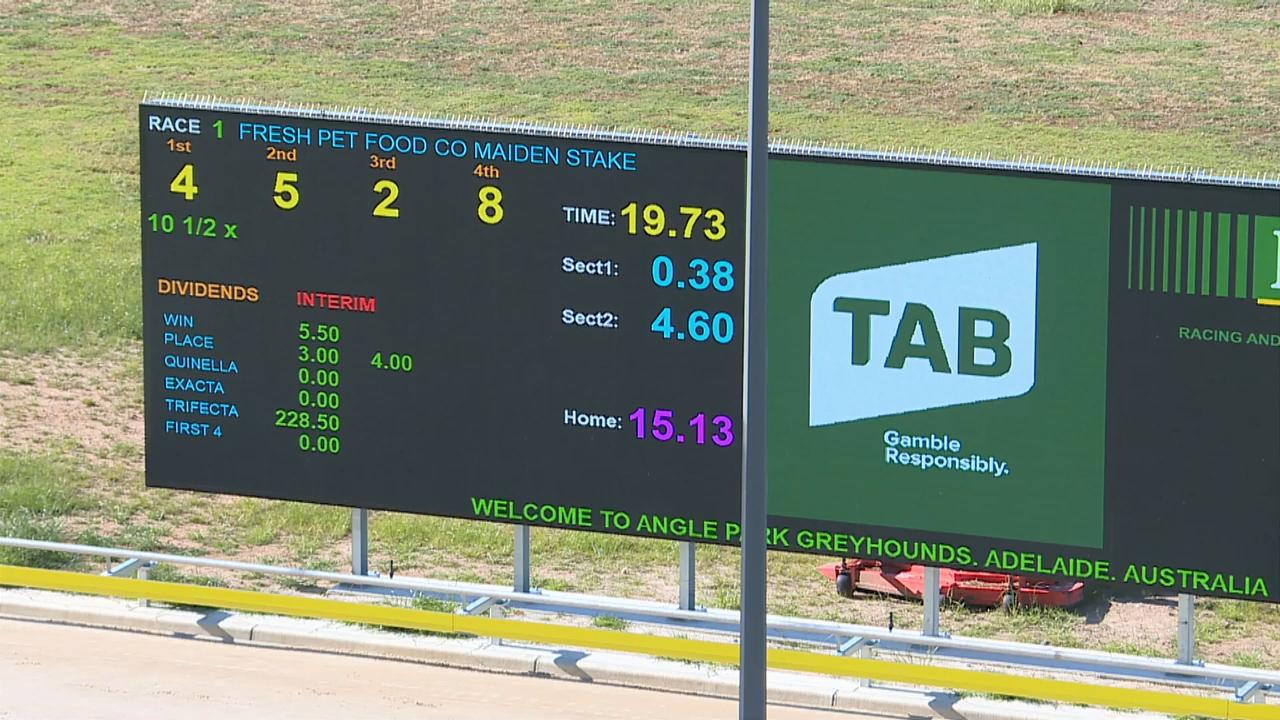 RACE 1 FRESH PET FOOD CO MAIDEN STAKE
1st 2nd 3rd 4th
4 5 2 8
10 1/2 x
TIME: 19.73
Sect1: 0.38
Sect2: 4.60
Home: 15.13
DIVIDENDS INTERIM
WIN 5.50
PLACE 3.00 4.00
QUINELLA 0.00
EXACTA 0.00
TRIFECTA 228.50
FIRST 4 0.00
TAB
Gamble
Responsibly.
RACING AND
WELCOME TO ANGLE PARK GREYHOUNDS. ADELAIDE. AUSTRALIA